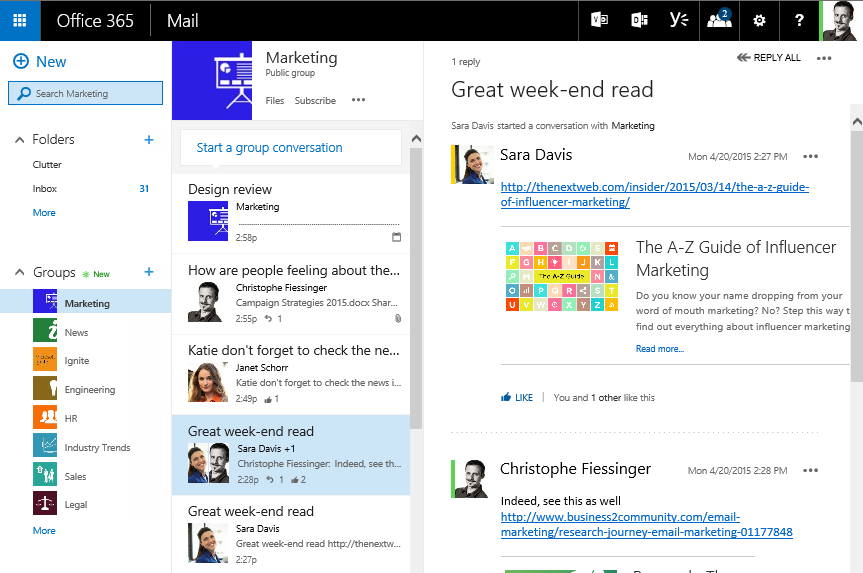 Office 365
Mail
2
?
New
Search Marketing
Folders
Clutter
Inbox 31
More
Groups New
Marketing
News
Ignite
Engineering
HR
Industry Trends
Sales
Legal
More
Marketing
Public group
Files Subscribe
Start a group conversation
Design review
Marketing
2:58p
How are people feeling about the...
Christophe Fiessinger
Campaign Strategies 2015.docx Shar...
2:55p 1
Katie don't forget to check the ne...
Janet Schorr
Katie don't forget to check the news i...
2:49p 1
Great week-end read
Sara Davis +1
Christophe Fiessinger: Indeed, see th...
2:28p 1 2
Great week-end read
Sara Davis
Great week-end read http://thenextw...
2:27p
1 reply
REPLY ALL
Great week-end read
Sara Davis started a conversation with Marketing
Sara Davis
Mon 4/20/2015 2:27 PM
http://thenextweb.com/insider/2015/03/14/the-a-z-guide-
of-influencer-marketing/
The A-Z Guide
The A-Z Guide of Influencer
Marketing
Do you know your name dropping from your
word of mouth marketing? No? Step this way t
find out everything about influencer marketing
Read more...
LIKE
You and 1 other like this
Christophe Fiessinger
Mon 4/20/2015 2:28 PM
Indeed, see this as well
http://www.business2community.com/email-
marketing/research-journey-email-marketing-01177848